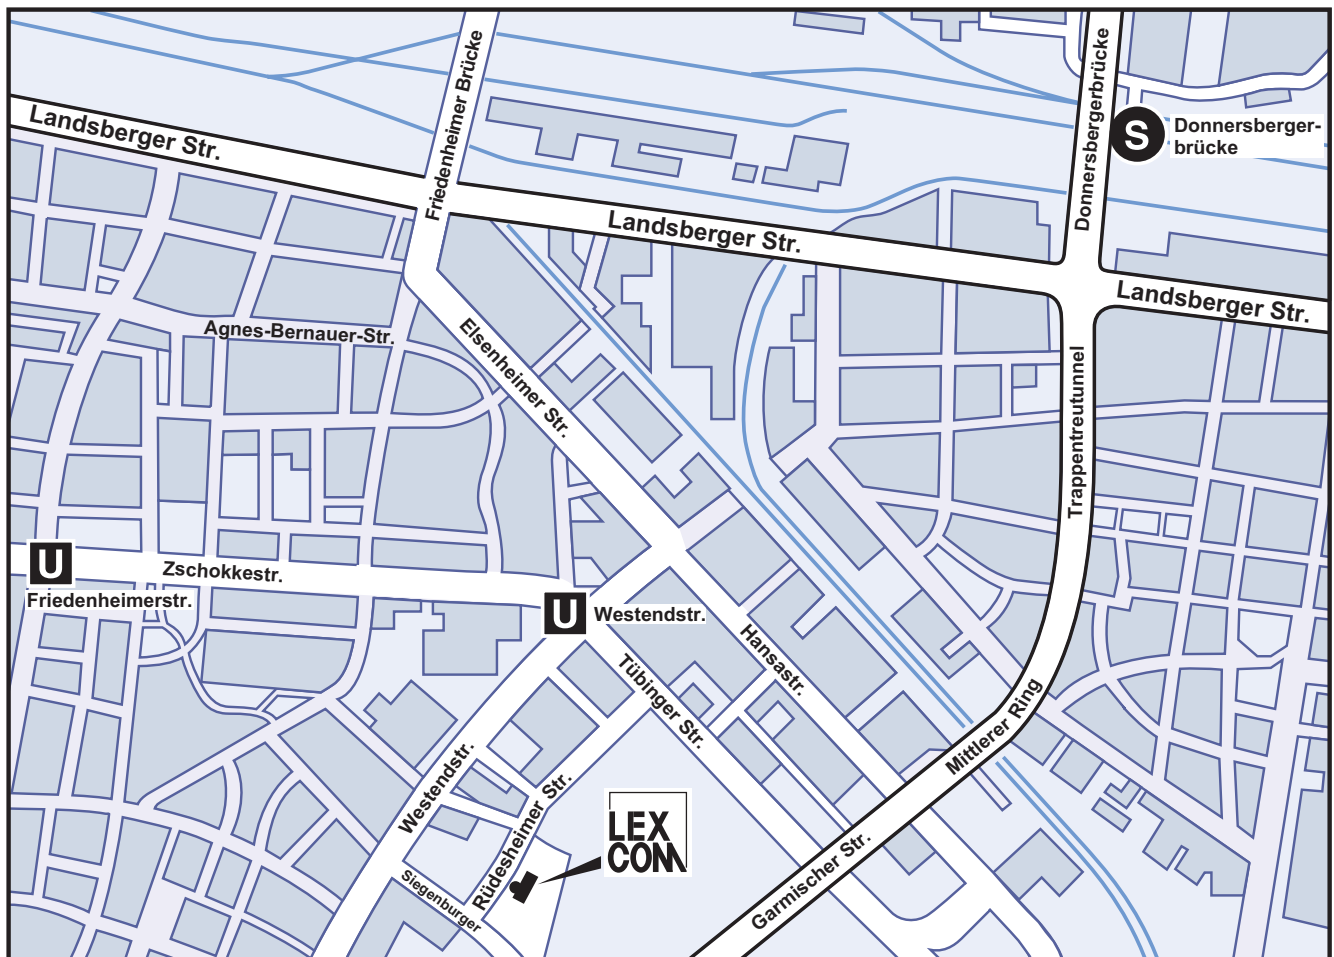 Landsberger Str.
Friedenheimer Brücke
Landsberger Str.
Donnersbergerbrücke
S
Donnersberger-
brücke
Landsberger Str.
Agnes-Bernauer-Str.
Elsenheimer Str.
Trappentreutunnel
U
Friedenheimerstr.
Zschokkestr.
U
Westendstr.
Hansastr.
Tübinger Str.
Mittlerer Ring
Westendstr.
Rüdesheimer Str.
LEX
COM
Garmischer Str.
Siegenburger